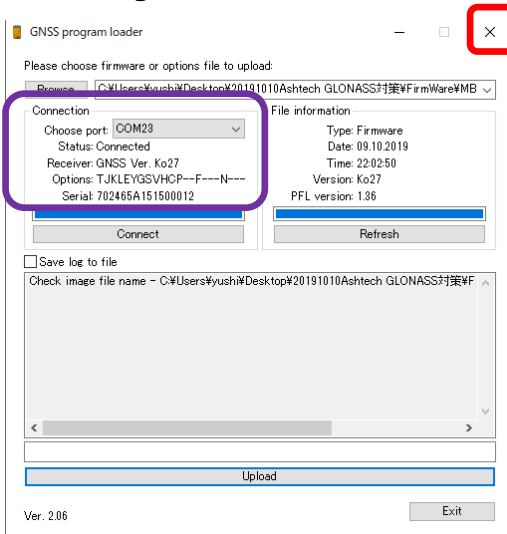 GNSS program loader
Please choose firmware or options file to upload:
Browse C:¥Users¥yushi¥Desktop¥20191010Ashtech GLONASS対策¥FirmWare¥MB
Connection
Choose port: COM23
Status: Connected
Receiver: GNSS Ver. Ko27
Options: TJKLEYGSVHCP--F---N---
Serial: 702465A151500012
Connect
File information
Type: Firmware
Date: 09.10.2019
Time: 22:02:50
Version: Ko27
PFL version: 1.36
Refresh
Save log to file
Check image file name - C:¥Users¥yushi¥Desktop¥20191010Ashtech GLONASS対策¥F
Upload
Ver. 2.06
Exit